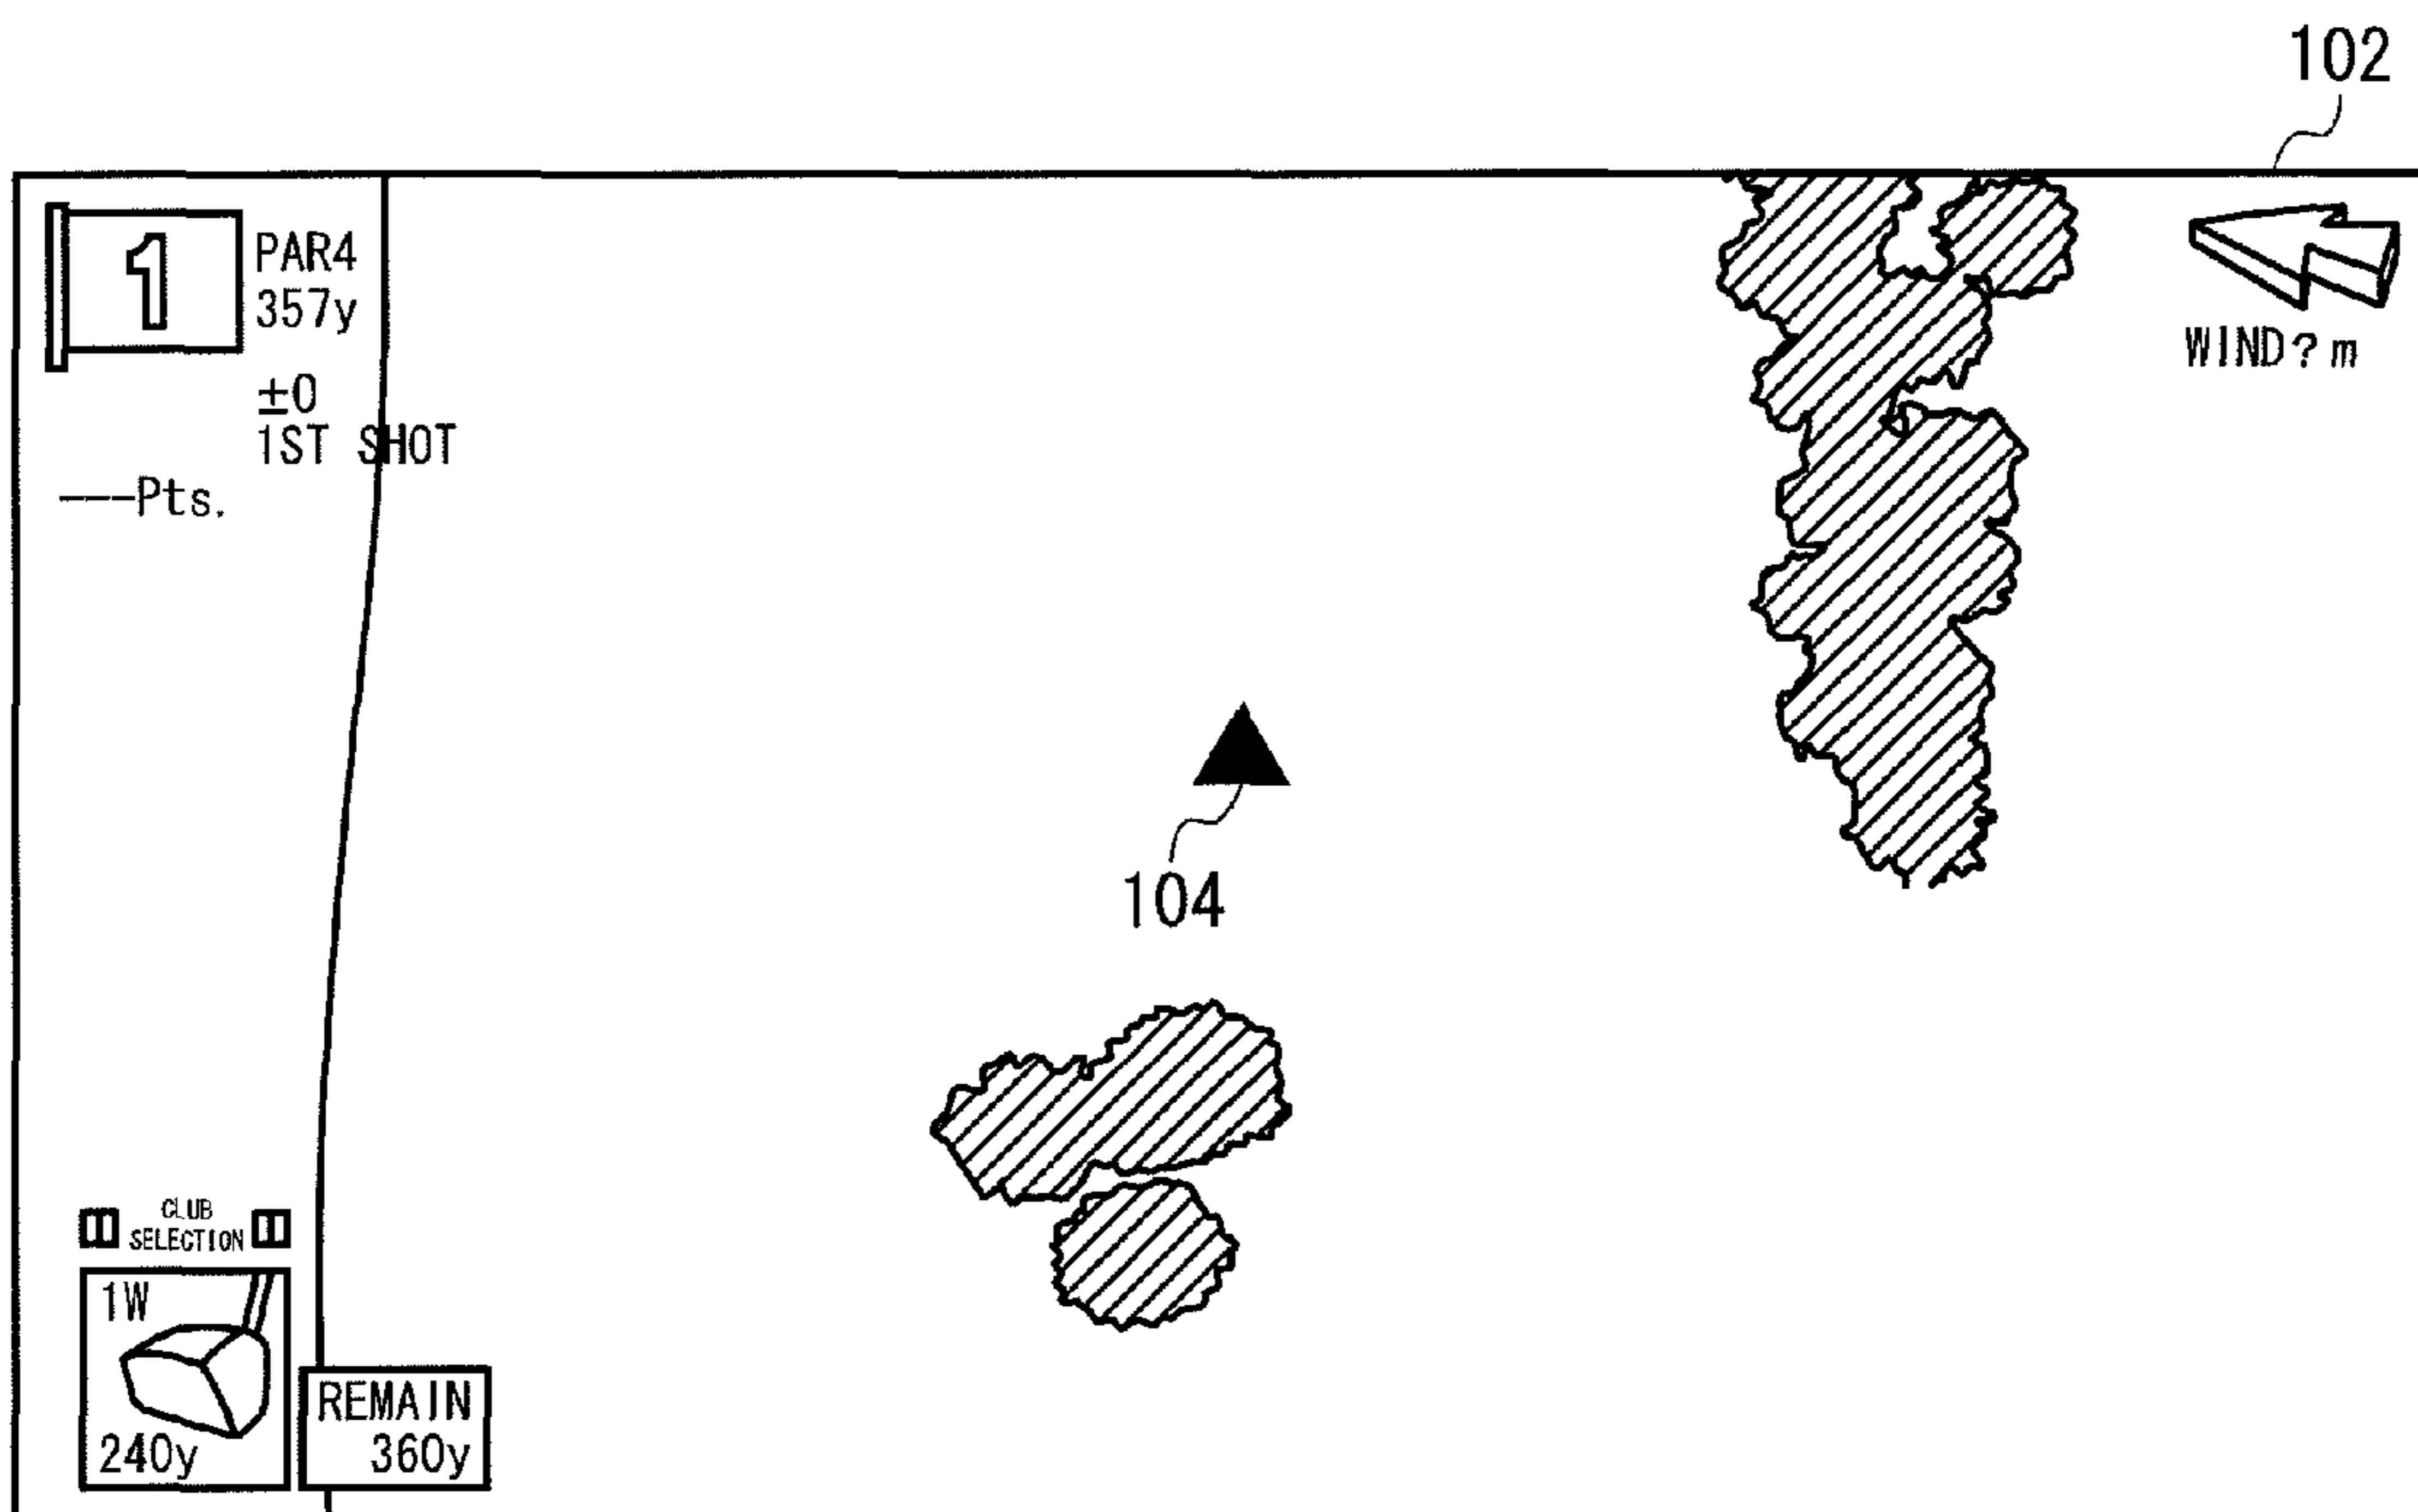 102
1
PAR4
357y
±0
1ST SHOT
---Pts.
WIND?m
104
CLUB
SELECTION
1W
240y
REMAIN
360y